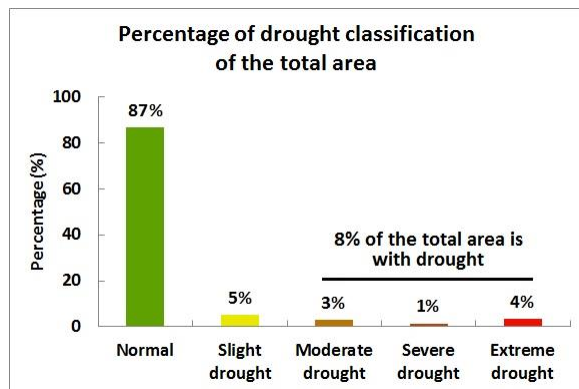 Percentage of drought classification
of the total area
Percentage (%)
100
80
60
40
20
0
87%
5%
3%
1%
4%
8% of the total area is
with drought
Normal
Slight
drought
Moderate
drought
Severe
drought
Extreme
drought